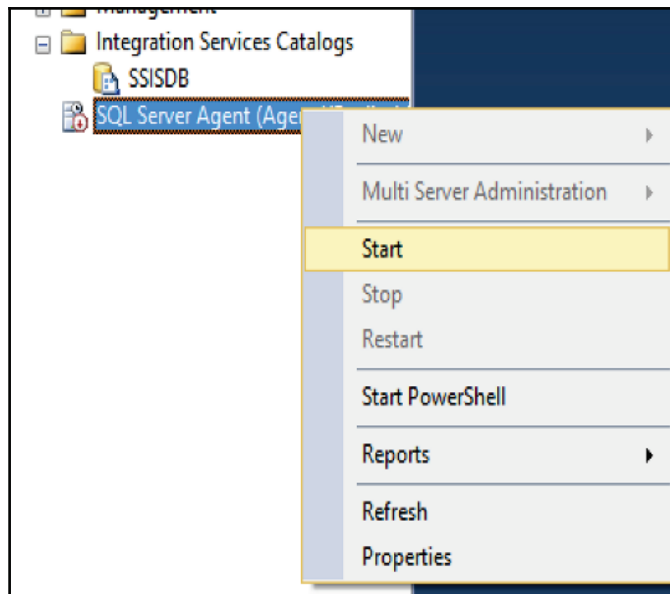 Management
Integration Services Catalogs
SSISDB
SQL Server Agent (Age
New
Multi Server Administration
Start
Stop
Restart
Start PowerShell
Reports
Refresh
Properties